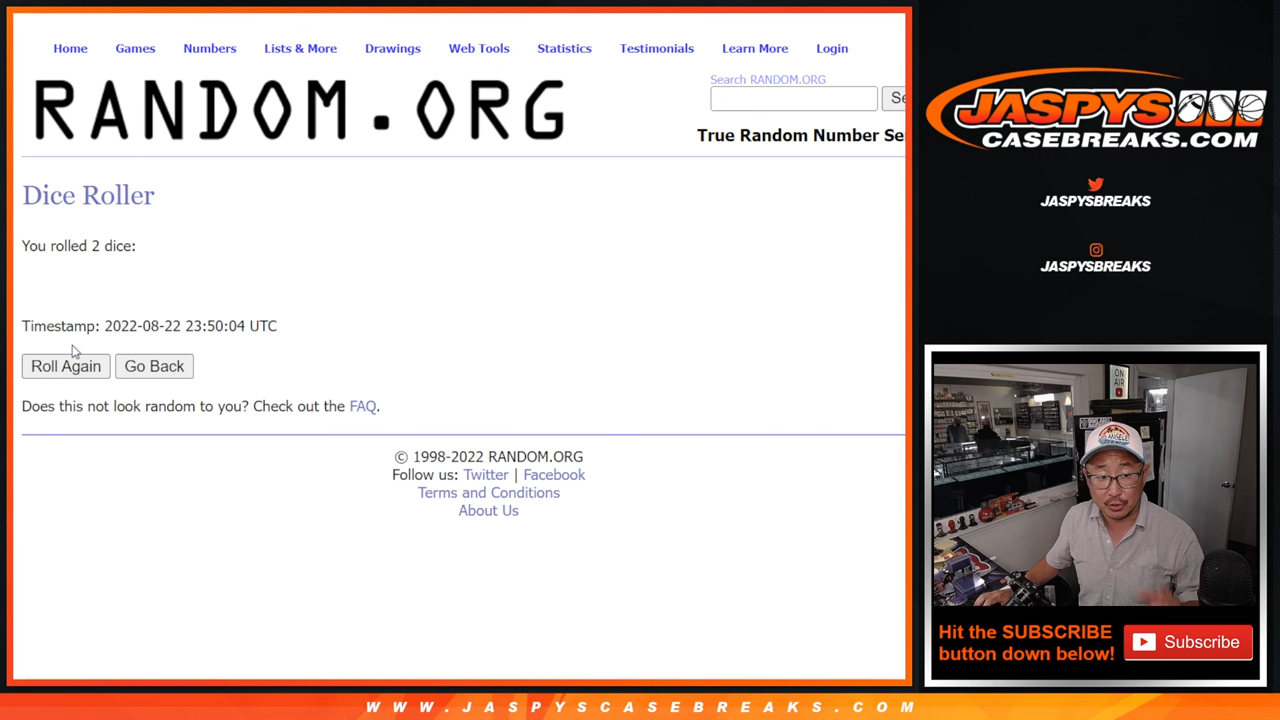 Home Games Numbers Lists & More Drawings Web Tools Statistics Testimonials Learn More Login
RANDOM.ORG
Search RANDOM.ORG
True Random Number Se
Dice Roller
You rolled 2 dice:
Timestamp: 2022-08-22 23:50:04 UTC
Roll Again Go Back
Does this not look random to you? Check out the FAQ.
© 1998-2022 RANDOM.ORG
Follow us: Twitter | Facebook
Terms and Conditions
About Us
JASPYS
CASEBREAKS.COM
JASPYSBREAKS
JASPYSBREAKS
ON AIR
Hit the SUBSCRIBE
button down below!
Subscribe
WWW.JASPYSCASEBREAKS.COM